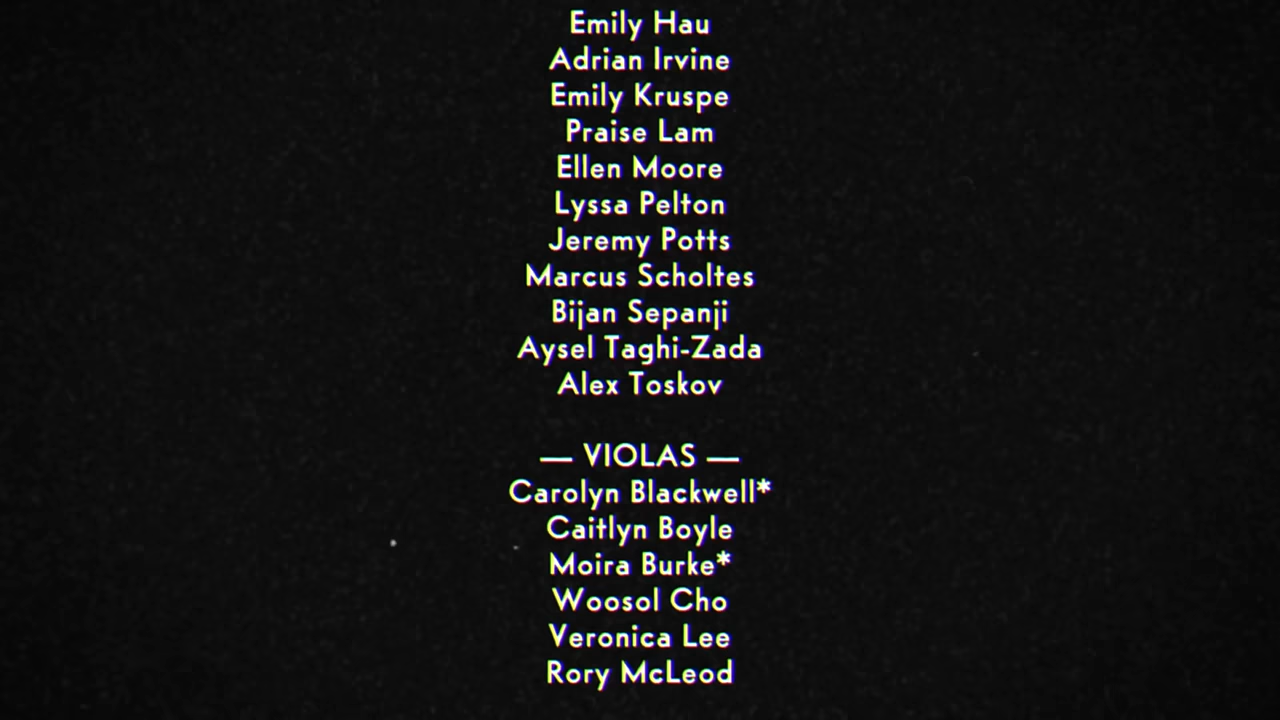 Emily Hau
Adrian Irvine
Emily Kruspe
Praise Lam
Ellen Moore
Lyssa Pelton
Jeremy Potts
Marcus Scholtes
Bijan Sepanji
Aysel Taghi-Zada
Alex Toskov
— VIOLAS —
Carolyn Blackwell*
Caitlyn Boyle
Moira Burke*
Woosol Cho
Veronica Lee
Rory McLeod